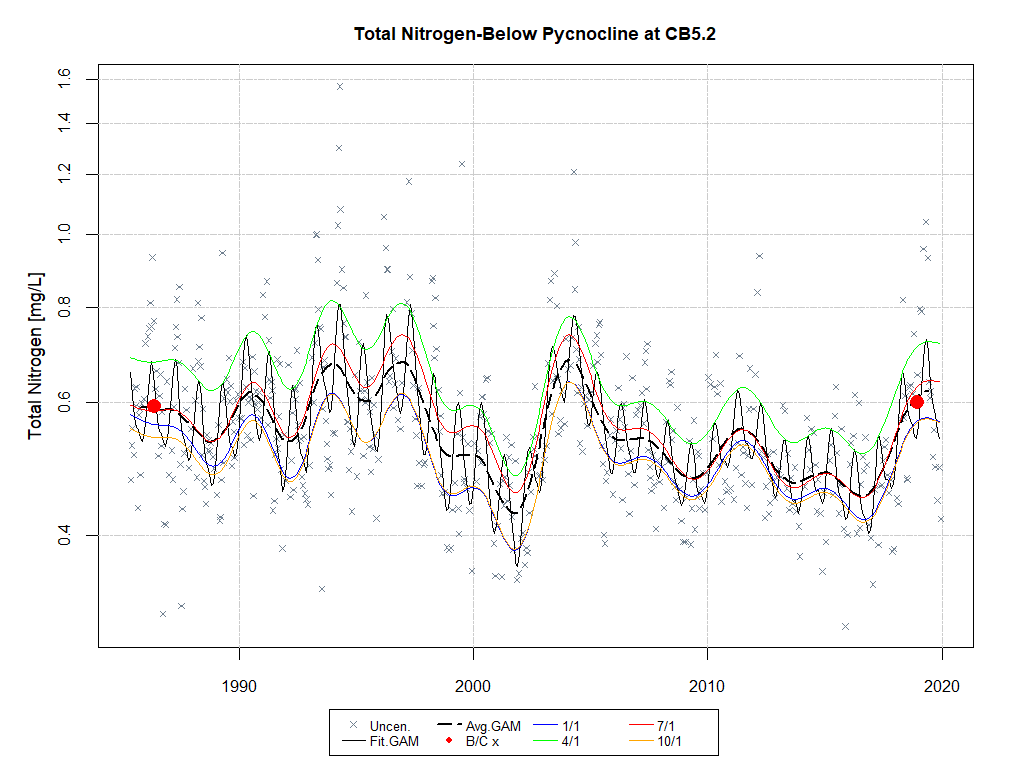 Total Nitrogen-Below Pycnocline at CB5.2
Total Nitrogen [mg/L]
1.6
1.4
1.2
1.0
0.8
0.6
0.4
1990 2000 2010 2020
Uncen. Avg.GAM 1/1 7/1
Fit.GAM B/C x 4/1 10/1